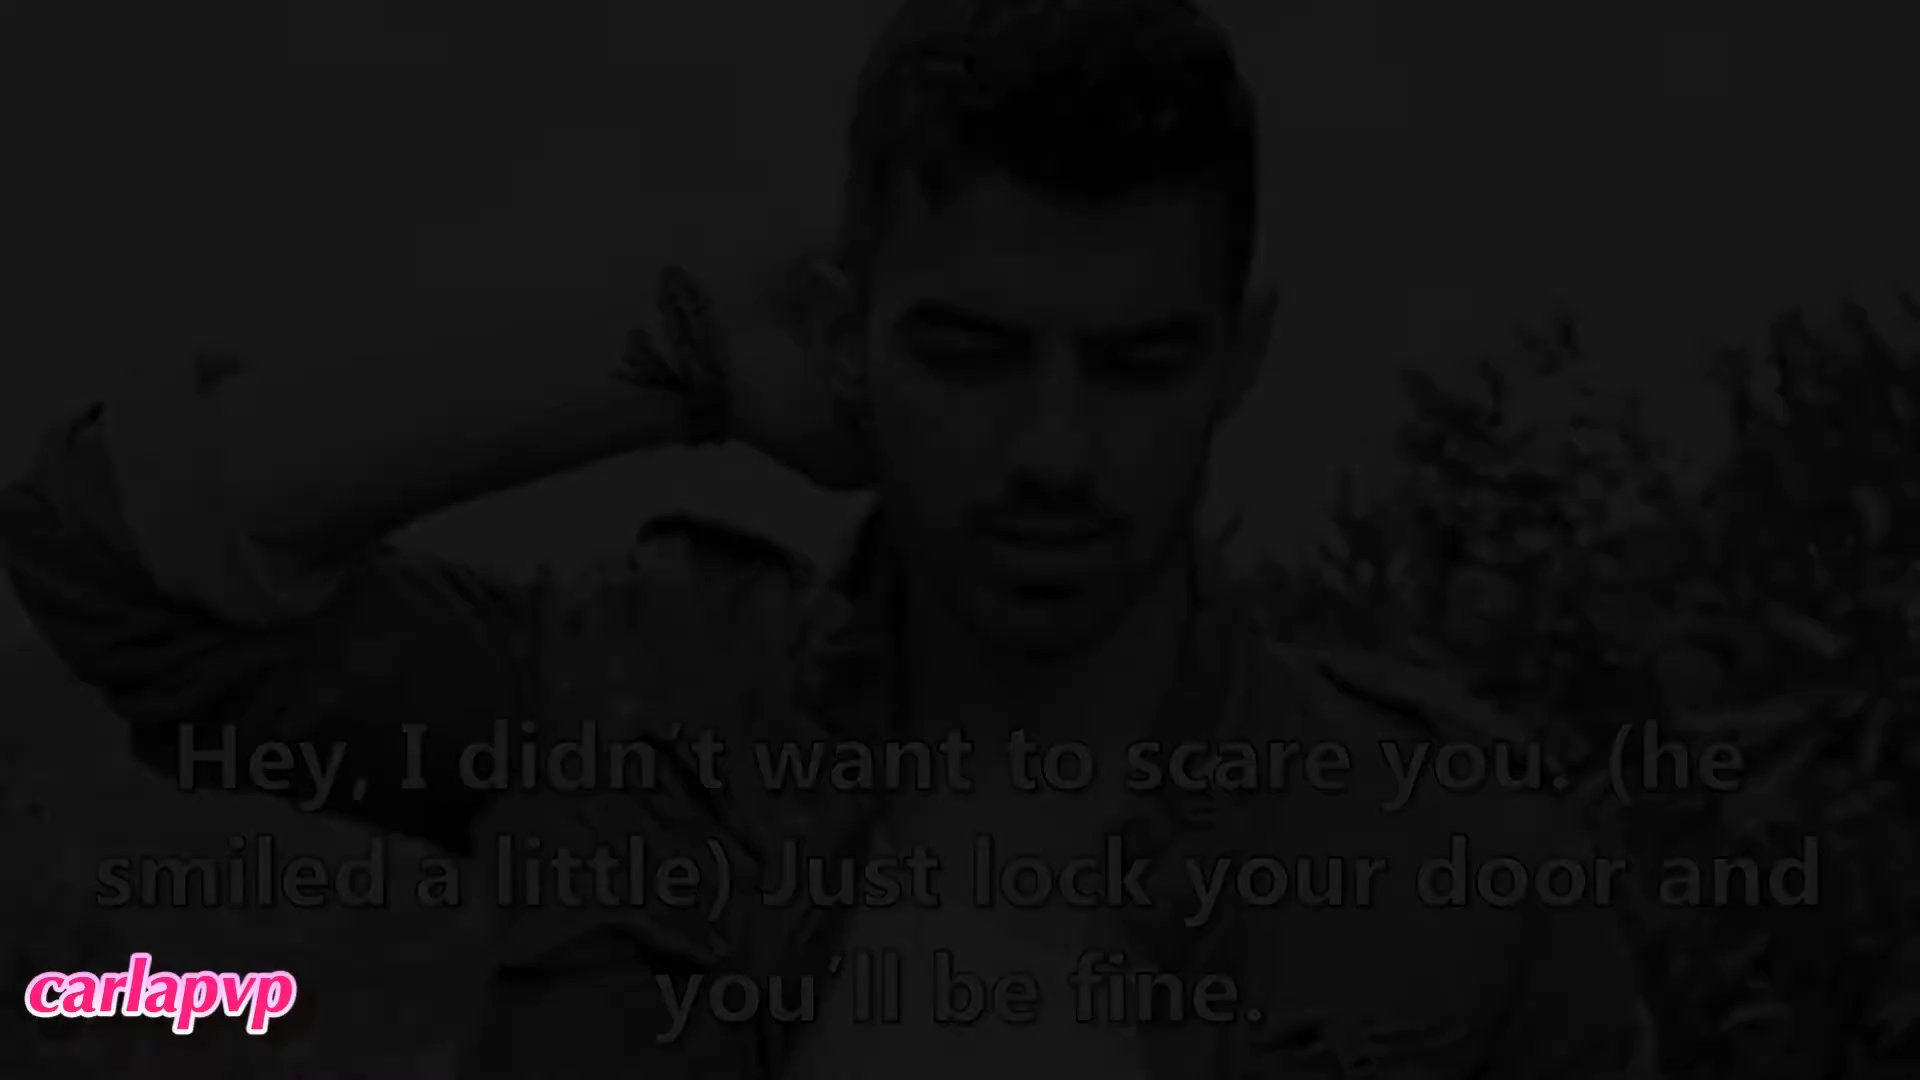 Hey, I didn't want to scare you. (he
smiled a little) Just lock your door and
you'll be fine.
carlapvp